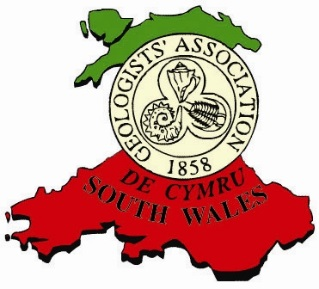 GEOLOGISTS' ASSOCIATION
1858
DE CYMRU
SOUTH WALES